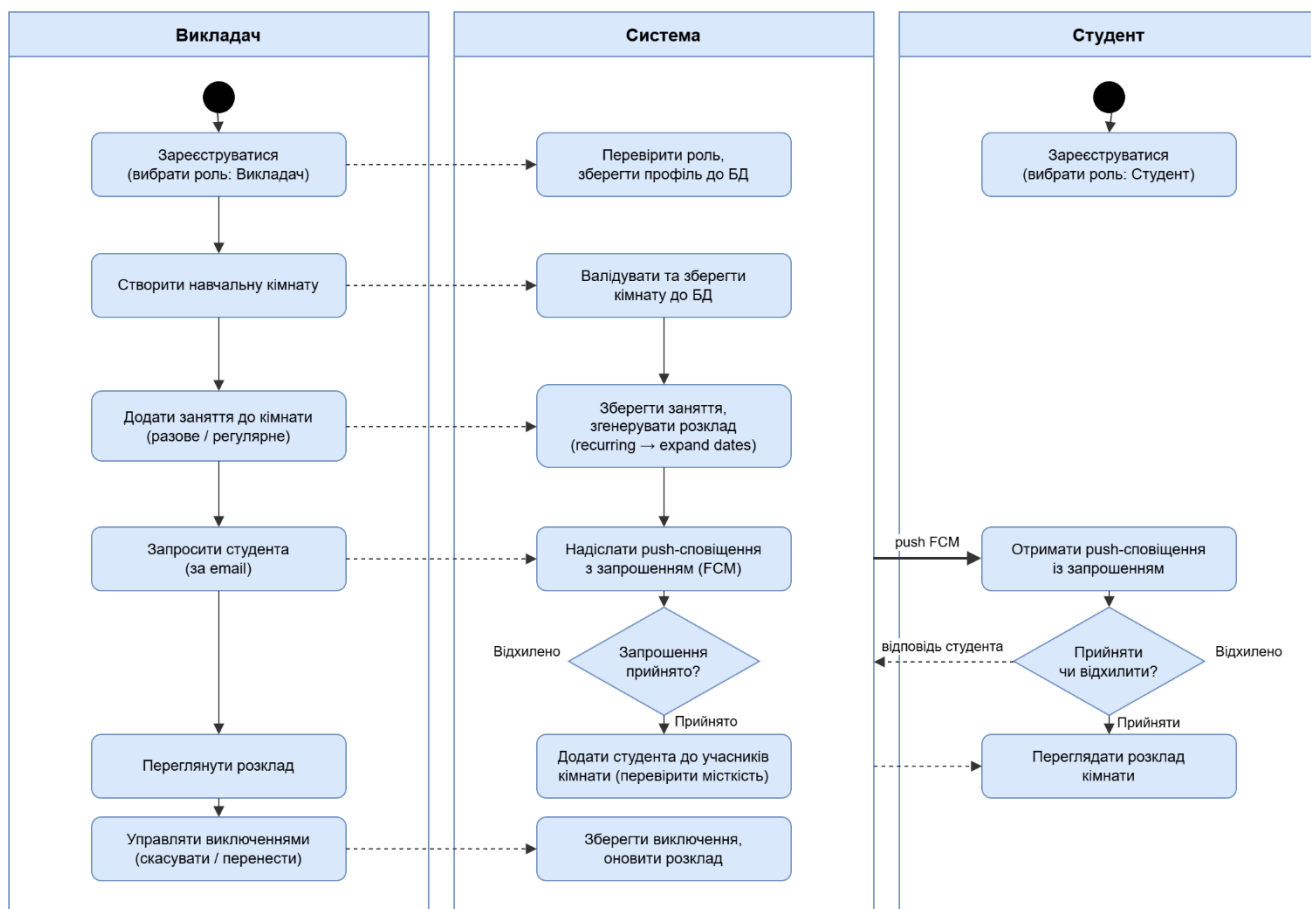 Викладач
Система
Студент
Зареєструватися
(вибрати роль: Викладач)
Перевірити роль,
зберегти профіль до БД
Зареєструватися
(вибрати роль: Студент)
Створити навчальну кімнату
Валідувати та зберегти
кімнату до БД
Додати заняття до кімнати
(разове / регулярне)
Зберегти заняття,
згенерувати розклад
(recurring → expand dates)
Запросити студента
(за email)
Надіслати push-сповіщення
з запрошенням (FCM)
push FCM
Отримати push-сповіщення
із запрошенням
Відхилено
Запрошення
прийнято?
відповідь студента
Прийняти
чи відхилити?
Відхилено
Прийнято
Прийняти
Переглянути розклад
Додати студента до учасників
кімнати (перевірити місткість)
Переглядати розклад
кімнати
Управляти виключеннями
(скасувати / перенести)
Зберегти виключення,
оновити розклад